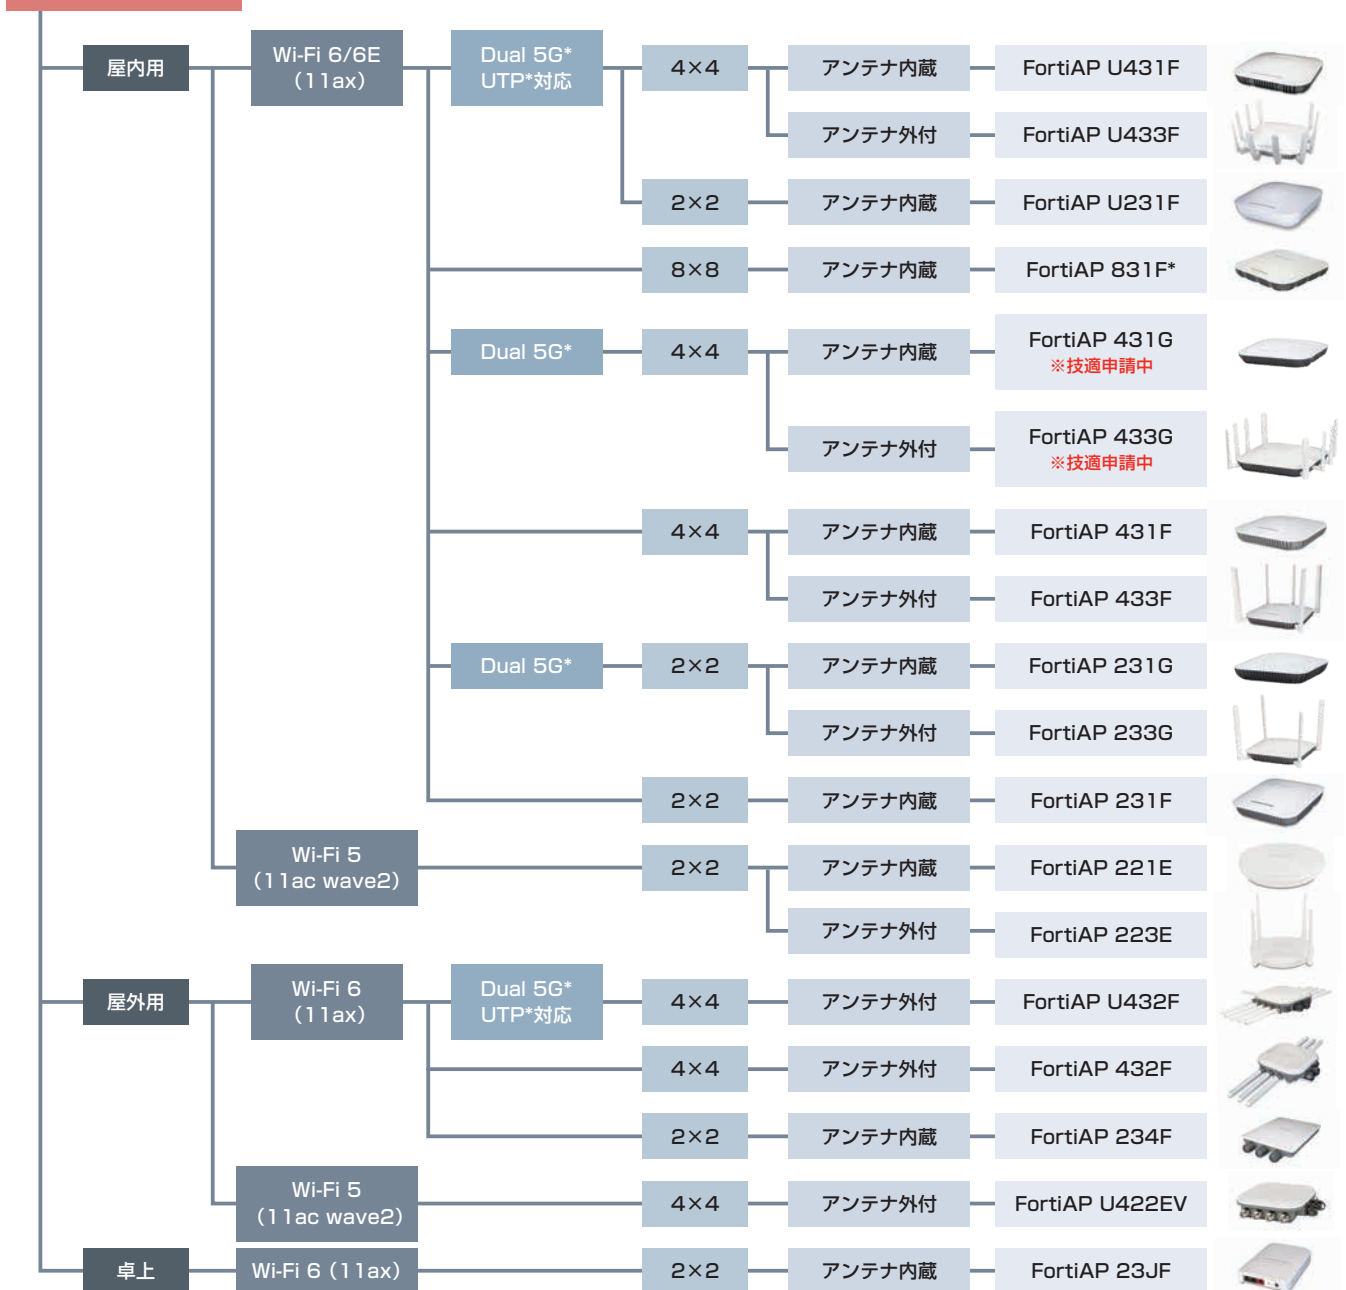 屋内用
Wi-Fi 6/6E
（11ax）
Dual 5G*
UTP*対応
4×4
アンテナ内蔵
FortiAP U431F
アンテナ外付
FortiAP U433F
2×2
アンテナ内蔵
FortiAP U231F
8×8
アンテナ内蔵
FortiAP 831F*
Dual 5G*
4×4
アンテナ内蔵
FortiAP 431G
※技適申請中
アンテナ外付
FortiAP 433G
※技適申請中
4×4
アンテナ内蔵
FortiAP 431F
アンテナ外付
FortiAP 433F
Dual 5G*
2×2
アンテナ内蔵
FortiAP 231G
アンテナ外付
FortiAP 233G
2×2
アンテナ内蔵
FortiAP 231F
Wi-Fi 5
（11ac wave2）
2×2
アンテナ内蔵
FortiAP 221E
アンテナ外付
FortiAP 223E
屋外用
Wi-Fi 6
（11ax）
Dual 5G*
UTP*対応
4×4
アンテナ外付
FortiAP U432F
4×4
アンテナ外付
FortiAP 432F
2×2
アンテナ内蔵
FortiAP 234F
Wi-Fi 5
（11ac wave2）
4×4
アンテナ外付
FortiAP U422EV
卓上
Wi-Fi 6（11ax）
2×2
アンテナ内蔵
FortiAP 23JF